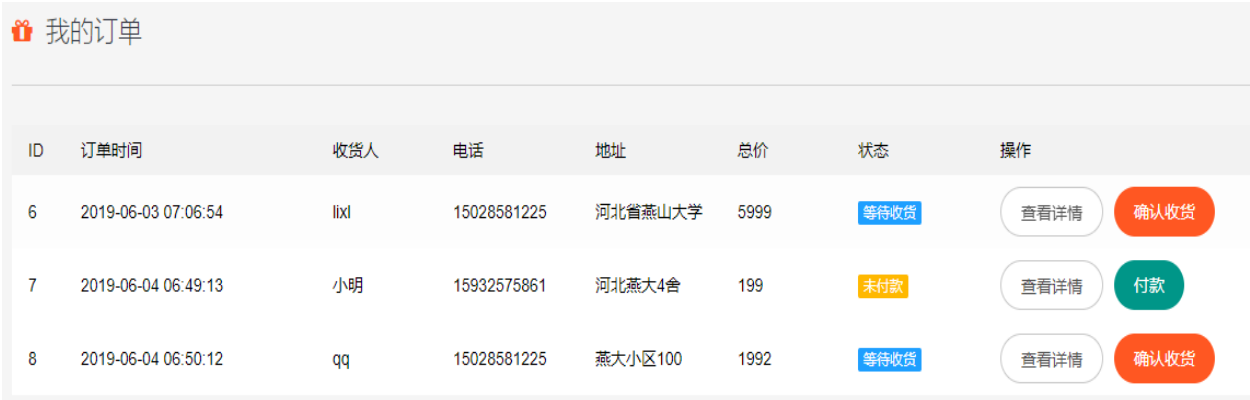 我的订单
ID 订单时间 收货人 电话 地址 总价 状态 操作
6 2019-06-03 07:06:54 lixl 15028581225 河北省燕山大学 5999 等待收货 查看详情 确认收货
7 2019-06-04 06:49:13 小明 15932575861 河北燕大4舍 199 未付款 查看详情 付款
8 2019-06-04 06:50:12 qq 15028581225 燕大小区100 1992 等待收货 查看详情 确认收货